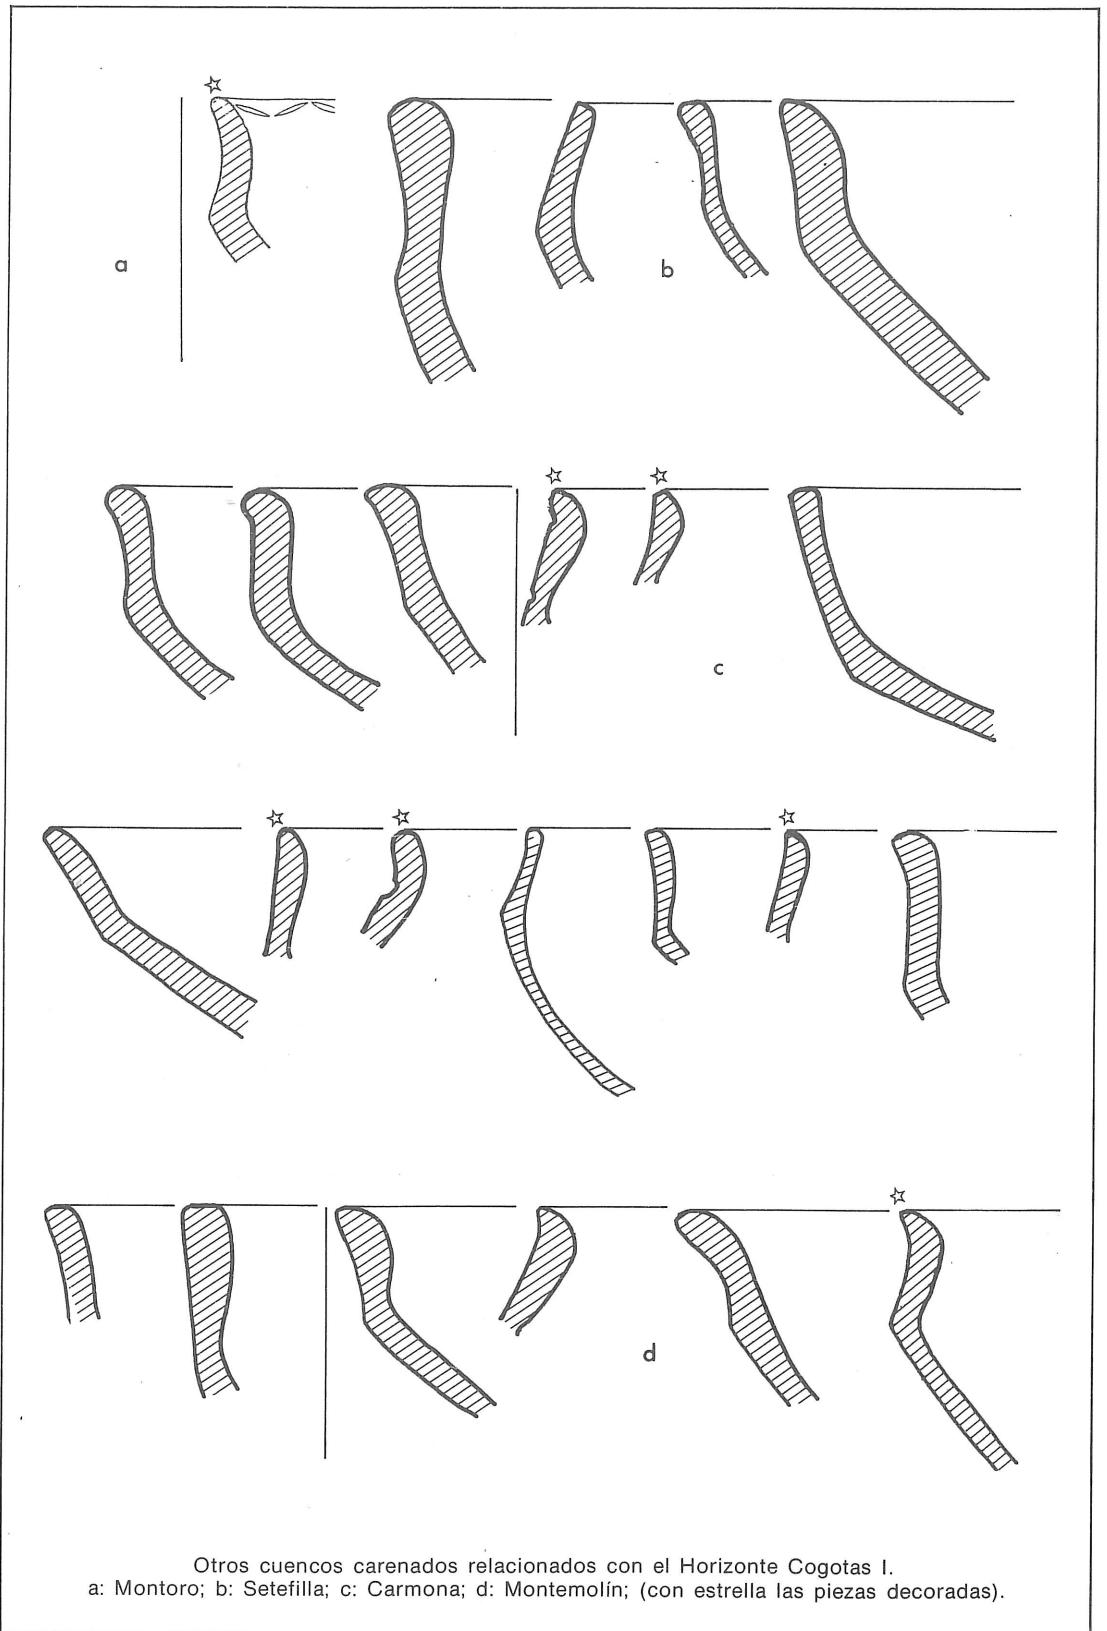 a
b
c
d
Otros cuencos carenados relacionados con el Horizonte Cogotas I.
a: Montoro; b: Setefilla; c: Carmona; d: Montemolín; (con estrella las piezas decoradas).